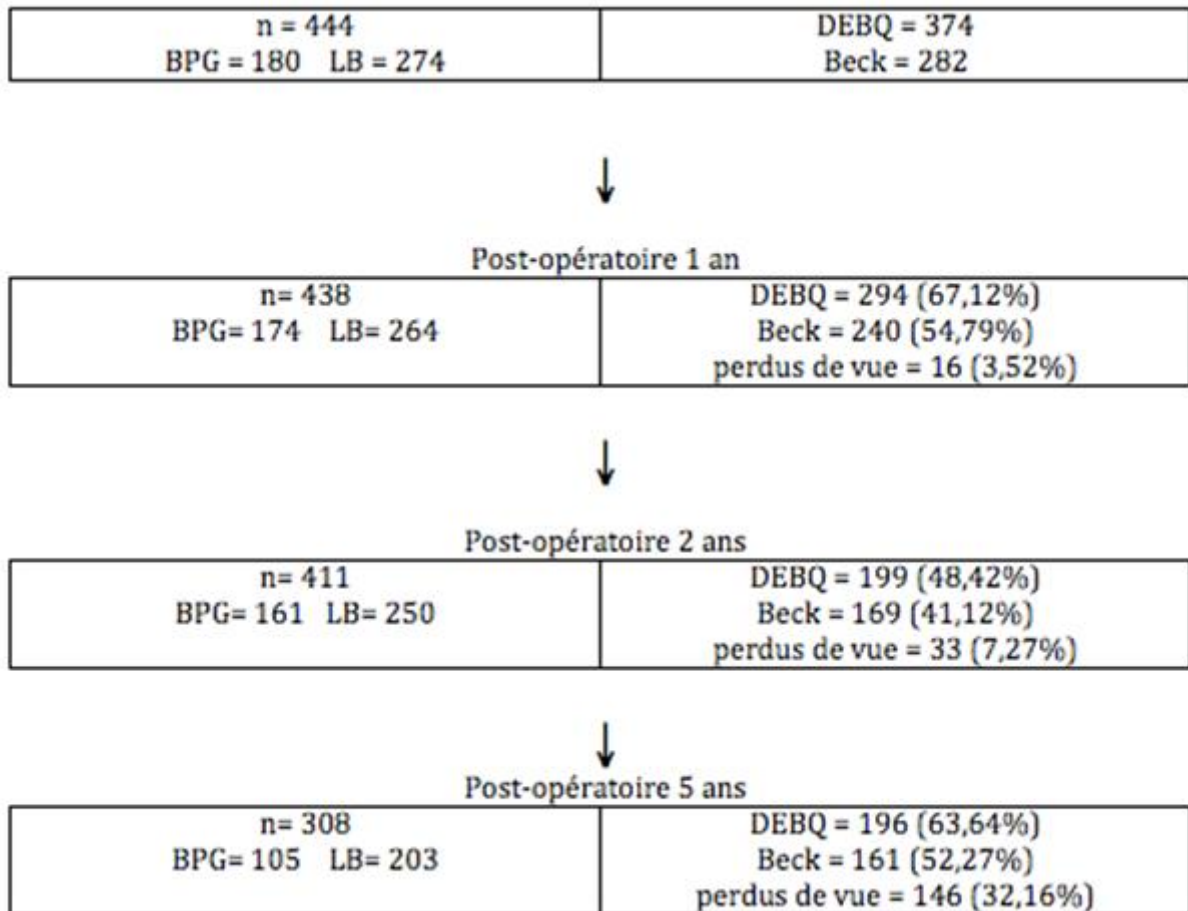 n = 444
BPG = 180 LB = 274
DEBQ = 374
Beck = 282
↓
Post-opératoire 1 an
n= 438
BPG= 174 LB= 264
DEBQ = 294 (67,12%)
Beck = 240 (54,79%)
perdus de vue = 16 (3,52%)
↓
Post-opératoire 2 ans
n= 411
BPG= 161 LB= 250
DEBQ = 199 (48,42%)
Beck = 169 (41,12%)
perdus de vue = 33 (7,27%)
↓
Post-opératoire 5 ans
n= 308
BPG= 105 LB= 203
DEBQ = 196 (63,64%)
Beck = 161 (52,27%)
perdus de vue = 146 (32,16%)